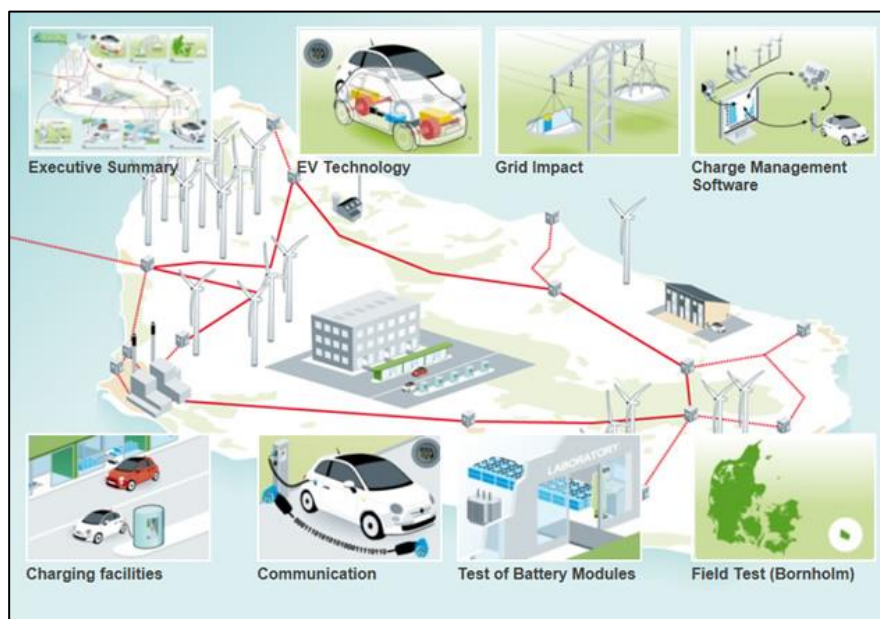 Executive Summary
EV Technology
Grid Impact
Charge Management
Software
LABORATORY
000111010101010001110110
Charging facilities
Communication
Test of Battery Modules
Field Test (Bornholm)